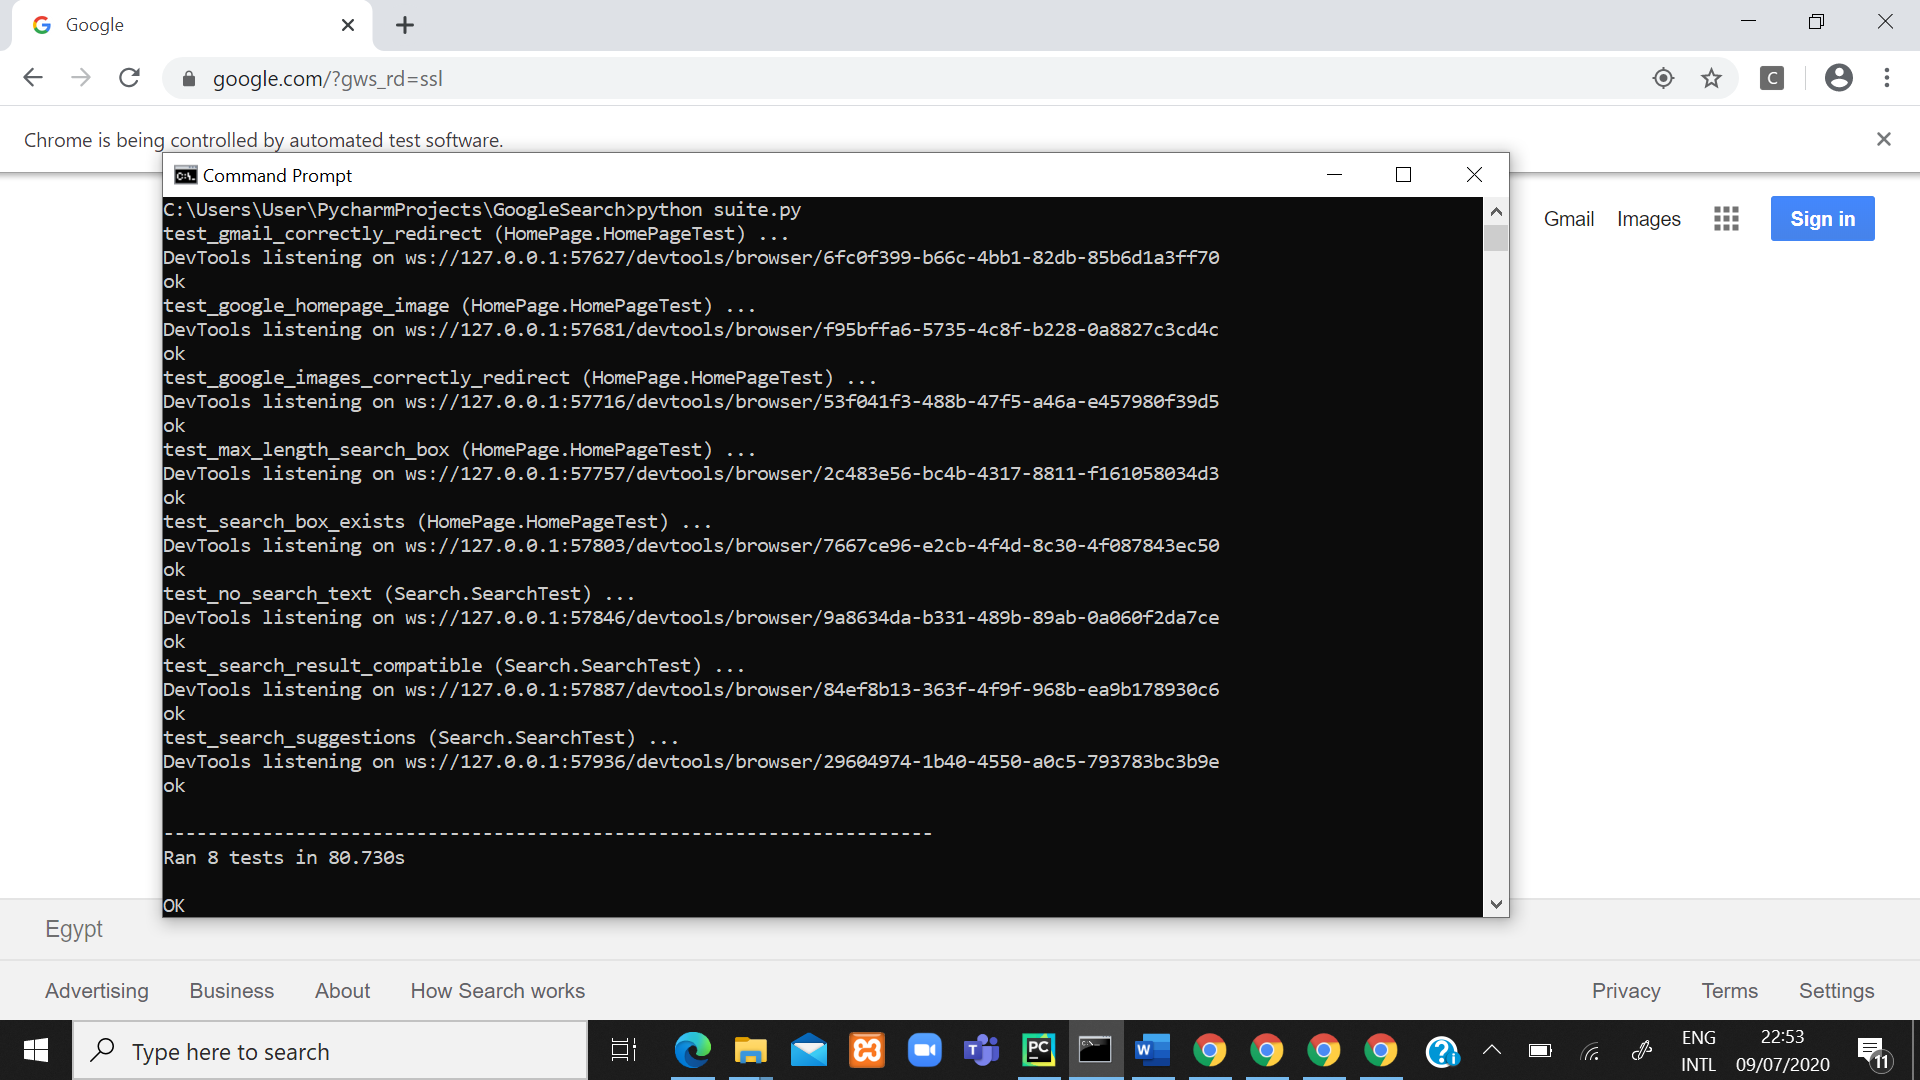 Google
google.com/?gws_rd=ssl
C
Chrome is being controlled by automated test software.
Command Prompt
Gmail Images Sign in
C:\Users\User\PycharmProjects\GoogleSearch>python suite.py
test_gmail_correctly_redirect (HomePage.HomePageTest) ...
DevTools listening on ws://127.0.0.1:57627/devtools/browser/6fc0f399-b66c-4bb1-82db-85b6d1a3ff70
ok
test_google_homepage_image (HomePage.HomePageTest) ...
DevTools listening on ws://127.0.0.1:57681/devtools/browser/f95bffa6-5735-4c8f-b228-0a8827c3cd4c
ok
test_google_images_correctly_redirect (HomePage.HomePageTest) ...
DevTools listening on ws://127.0.0.1:57716/devtools/browser/53f041f3-488b-47f5-a46a-e457980f39d5
ok
test_max_length_search_box (HomePage.HomePageTest) ...
DevTools listening on ws://127.0.0.1:57757/devtools/browser/2c483e56-bc4b-4317-8811-f161058034d3
ok
test_search_box_exists (HomePage.HomePageTest) ...
DevTools listening on ws://127.0.0.1:57803/devtools/browser/7667ce96-e2cb-4f4d-8c30-4f087843ec50
ok
test_no_search_text (Search.SearchTest) ...
DevTools listening on ws://127.0.0.1:57846/devtools/browser/9a8634da-b331-489b-89ab-0a060f2da7ce
ok
test_search_result_compatible (Search.SearchTest) ...
DevTools listening on ws://127.0.0.1:57887/devtools/browser/84ef8b13-363f-4f9f-968b-ea9b178930c6
ok
test_search_suggestions (Search.SearchTest) ...
DevTools listening on ws://127.0.0.1:57936/devtools/browser/29604974-1b40-4550-a0c5-793783bc3b9e
ok
----------------------------------------------------------------------
Ran 8 tests in 80.730s
OK
Egypt
Advertising Business About How Search works Privacy Terms Settings
Type here to search
ENG 22:53
INTL 09/07/2020
11